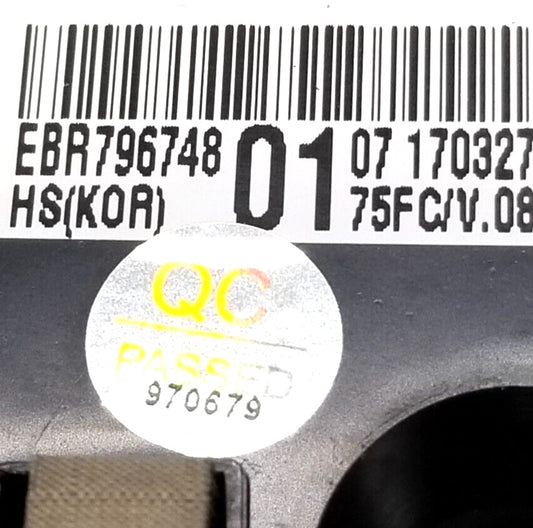 EBR796748 01 07 170327
HS(KOR) 75FC/V.08
QC
PASSED
970679